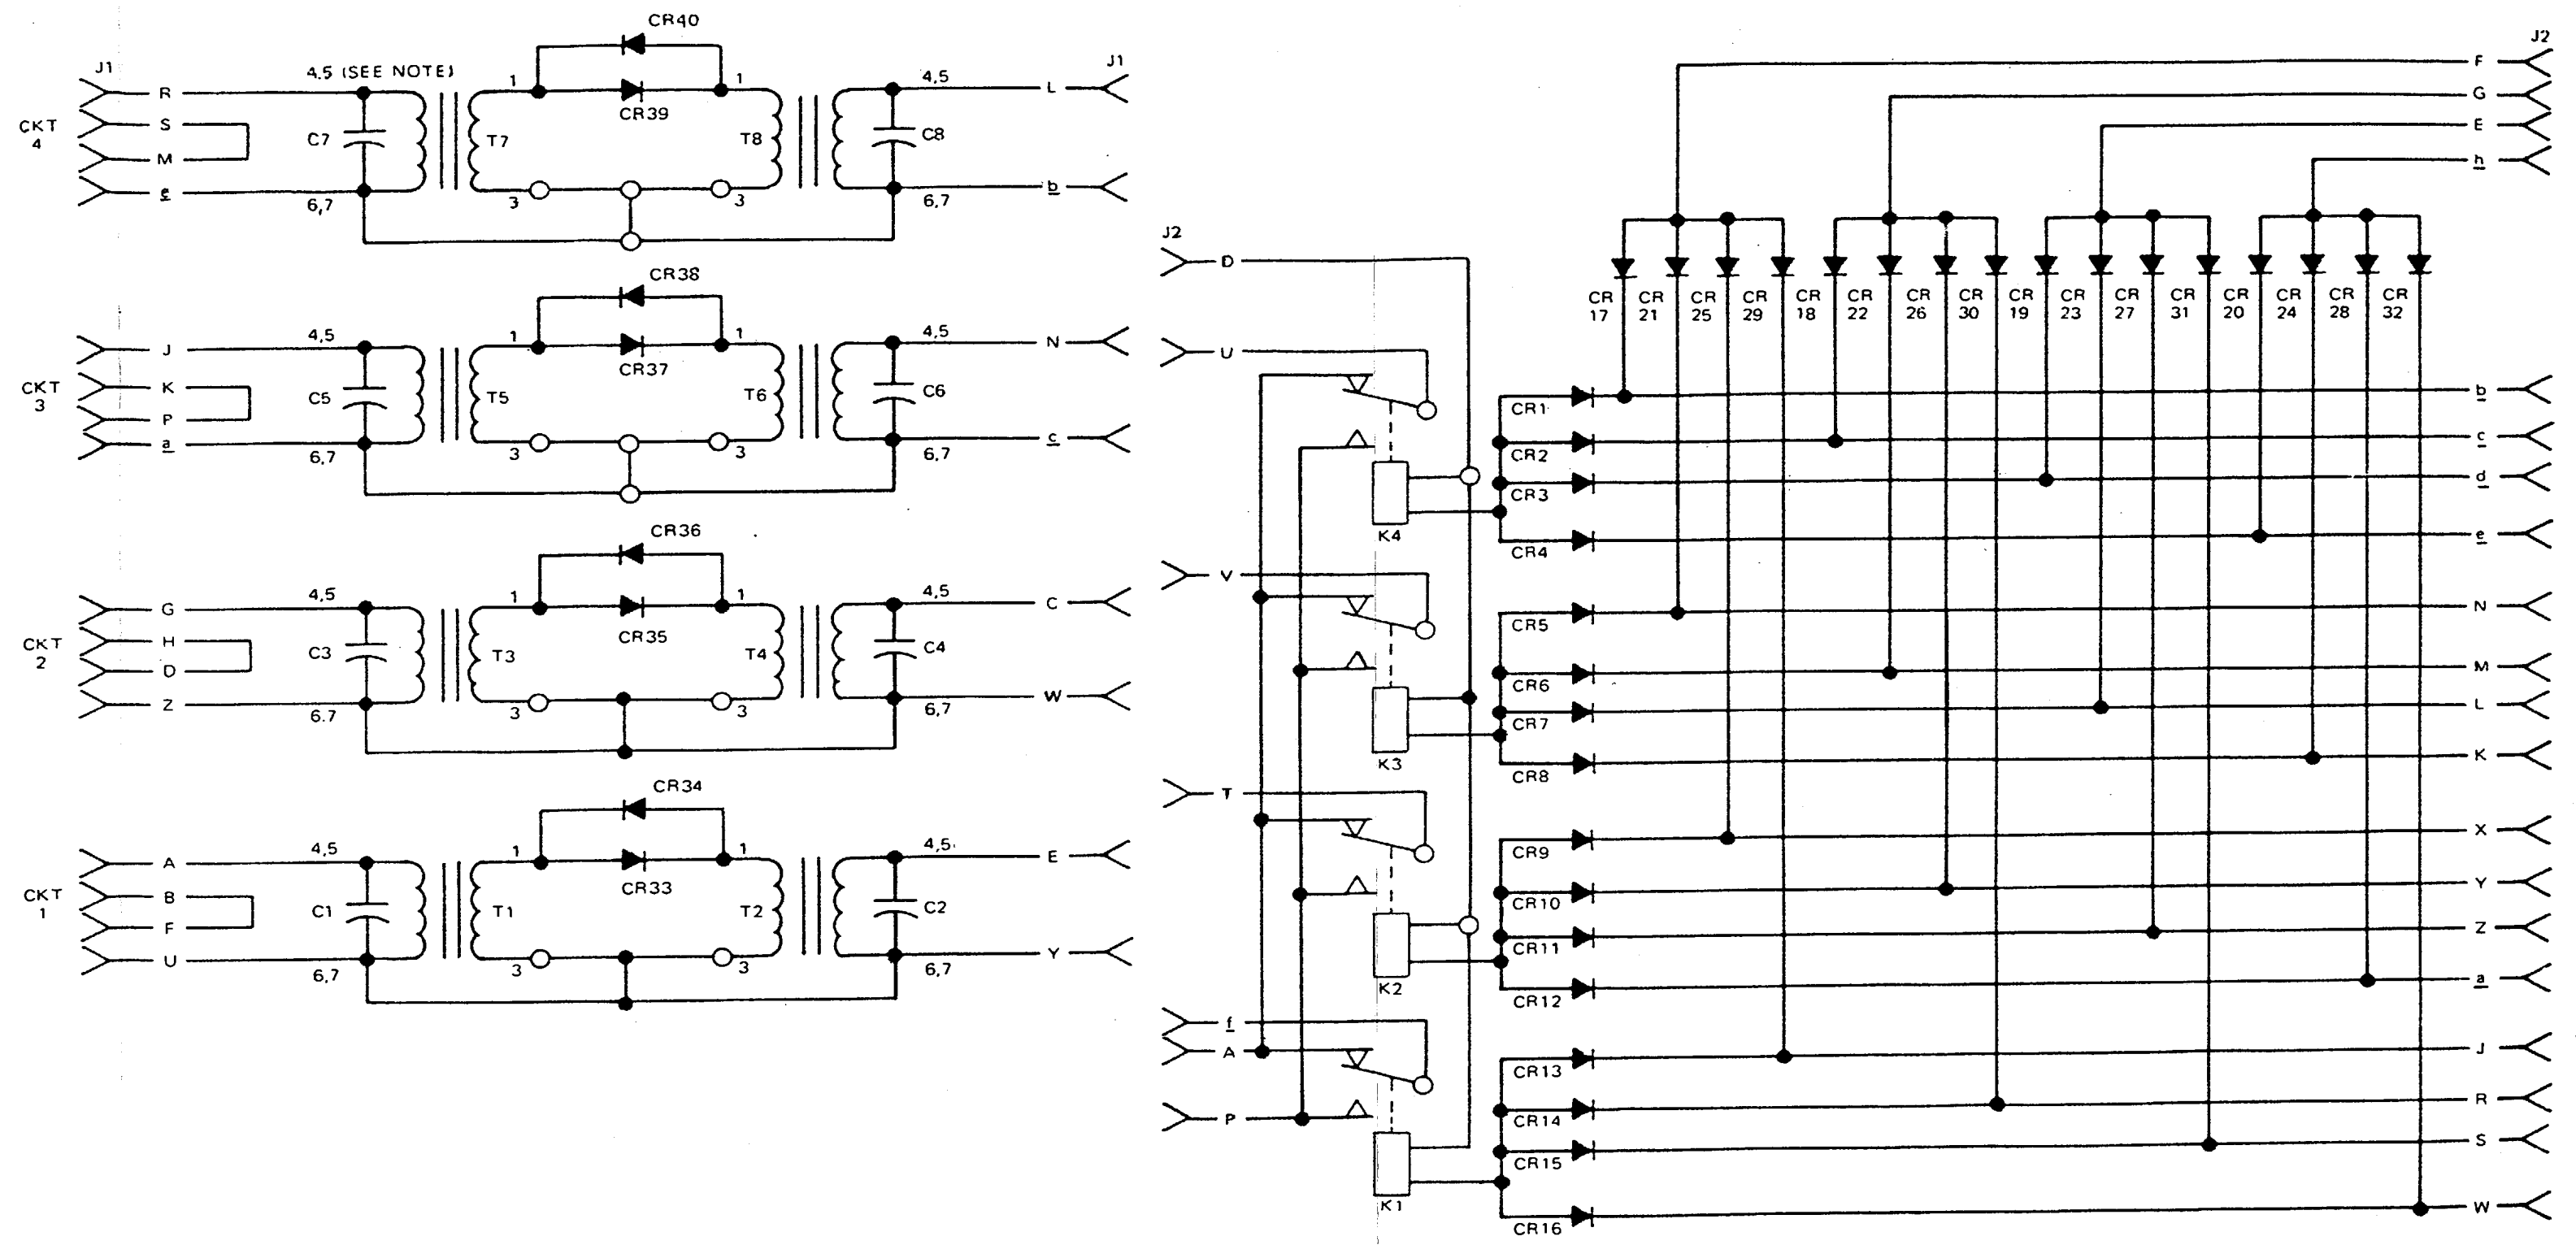 CR40
J1
4.5 (SEE NOTE)
1
1
4,5
J1
R
L
CKT
4
S
C7
T7
CR39
T8
C8
M
e
6,7
3
3
6,7
b
CR38
4,5
1
1
4,5
J
N
CKT
3
K
C5
T5
CR37
T6
C6
P
a
6,7
3
3
6,7
c
CR36
4,5
1
1
4,5
G
C
CKT
2
H
C3
T3
CR35
T4
C4
D
Z
6.7
3
3
6,7
W
CR34
4,5
1
1
4,5
A
E
CKT
1
B
C1
T1
CR33
T2
C2
F
U
6,7
3
3
6,7
Y
J2
D
U
K4
V
K3
T
K2
f
A
P
K1
J2
F
G
E
h
CR
17
CR
21
CR
25
CR
29
CR
18
CR
22
CR
26
CR
30
CR
19
CR
23
CR
27
CR
31
CR
20
CR
24
CR
28
CR
32
CR1
b
CR2
c
CR3
d
CR4
e
CR5
N
CR6
M
CR7
L
CR8
K
CR9
X
CR10
Y
CR11
Z
CR12
a
CR13
J
CR14
R
CR15
S
CR16
W